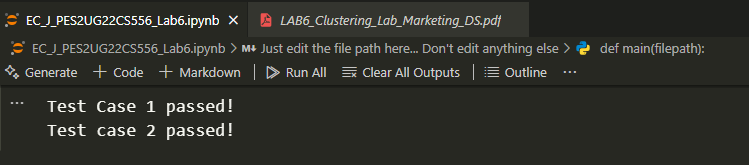 EC_J_PES2UG22CS556_Lab6.ipynb LAB6_Clustering_Lab_Marketing_DS.pdf
EC_J_PES2UG22CS556_Lab6.ipynb > Just edit the file path here... Don't edit anything else > def main(filepath):
Generate + Code + Markdown | Run All Clear All Outputs | Outline ...
... Test Case 1 passed!
Test case 2 passed!